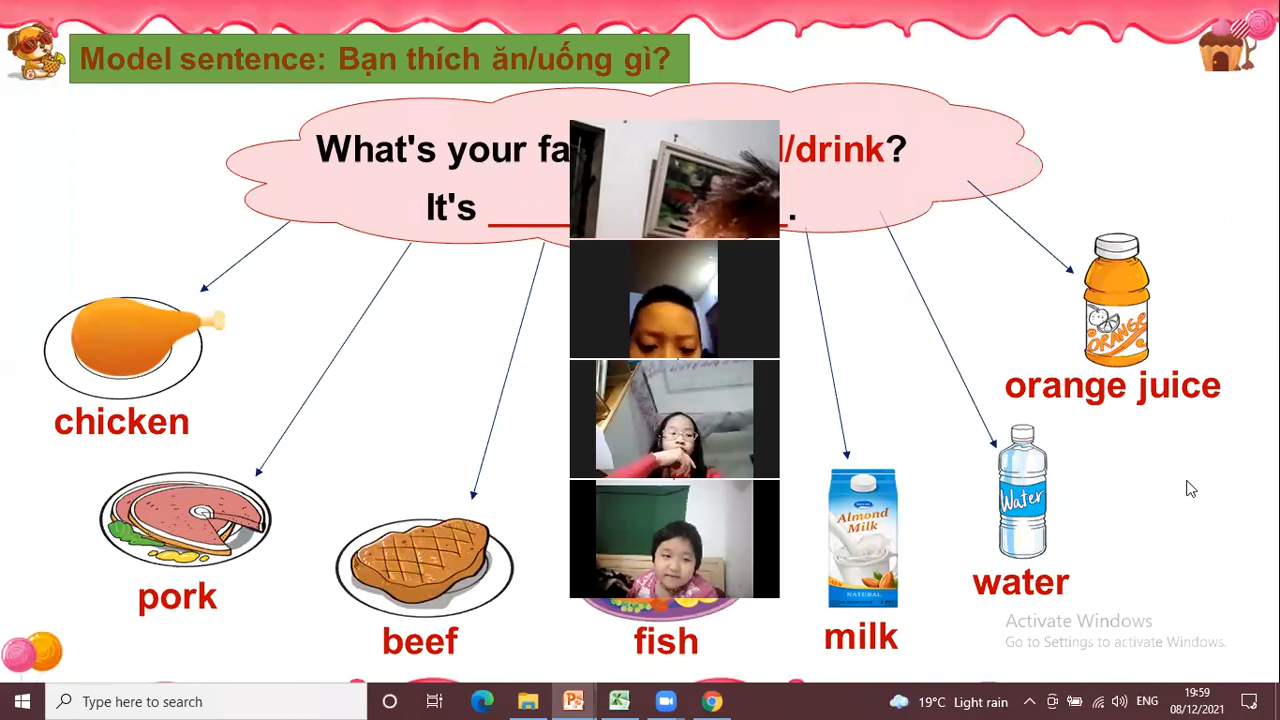 Model sentence: Bạn thích ăn/uống gì?
What's your /drink?
It's ____________.
orange juice
ORANGE
chicken
Water
Almond
Milk
NATURAL
water
pork
beef
fish
milk
Activate Windows
Go to Settings to activate Windows.
Type here to search
19°C Light rain
ENG
19:59
08/12/2021